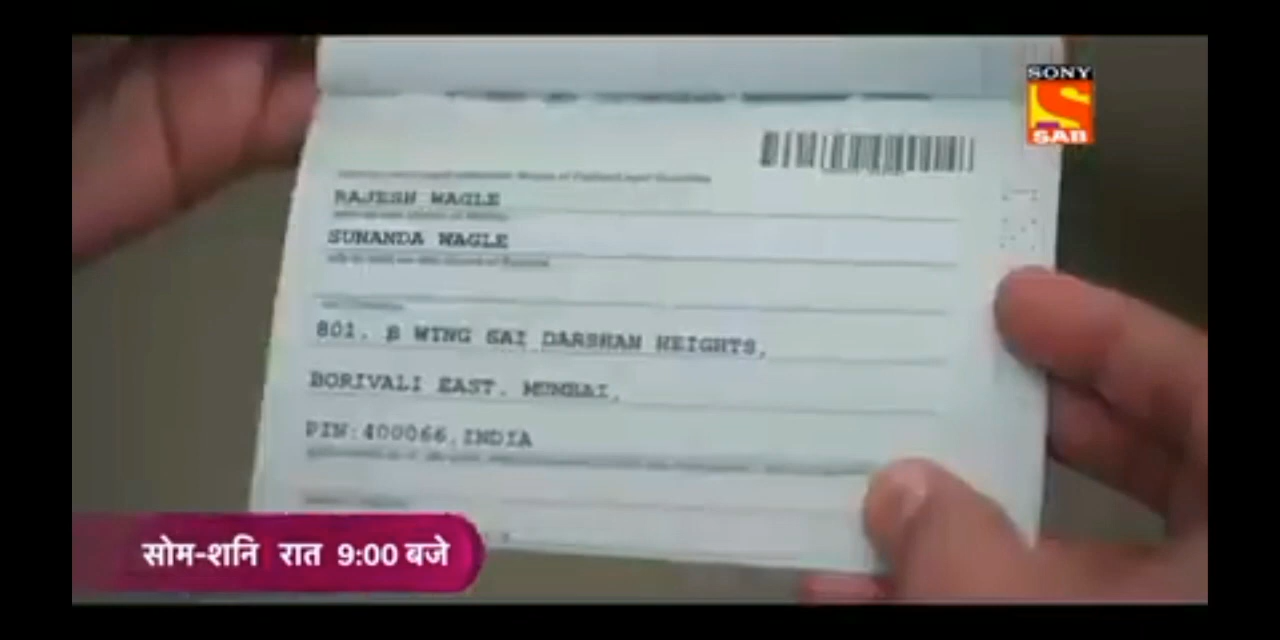 SONY
S
SAB
RAJESH WAGLE
SUNANDA WAGLE
801, B WING SAI DARSHAN HEIGHTS,
BORIVALI EAST, MUMBAI,
PIN:400066, INDIA
सोम-शनि रात 9:00 बजे